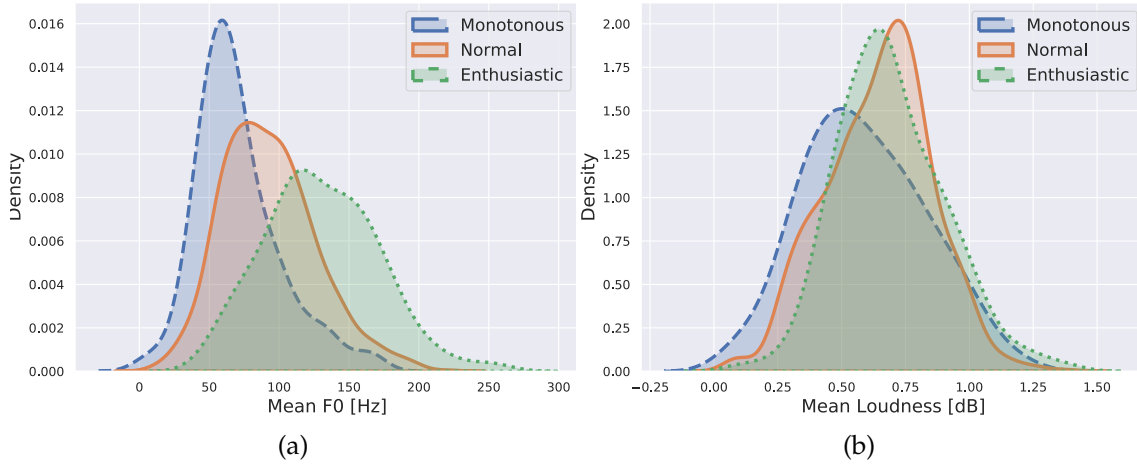 0.016
0.014
0.012
0.010
0.008
0.006
0.004
0.002
0.000
Density
Monotonous
Normal
Enthusiastic
0
50
100
150
200
250
300
Mean F0 [Hz]
(a)
2.00
1.75
1.50
1.25
1.00
0.75
0.50
0.25
0.00
Density
Monotonous
Normal
Enthusiastic
−0.25
0.00
0.25
0.50
0.75
1.00
1.25
1.50
Mean Loudness [dB]
(b)